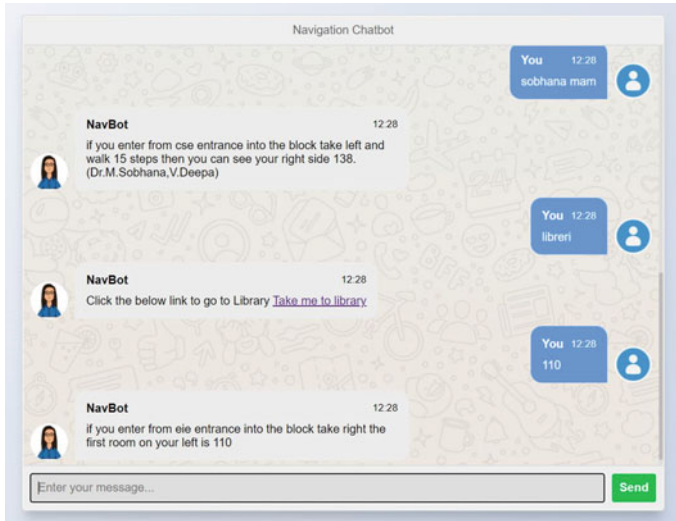 Navigation Chatbot
You 12:28
sobhana mam
NavBot 12:28
if you enter from cse entrance into the block take left and
walk 15 steps then you can see your right side 138.
(Dr.M.Sobhana,V.Deepa)
You 12:28
libreri
NavBot 12:28
Click the below link to go to Library Take me to library
You 12:28
110
NavBot 12:28
if you enter from eie entrance into the block take right the
first room on your left is 110
Enter your message...
Send